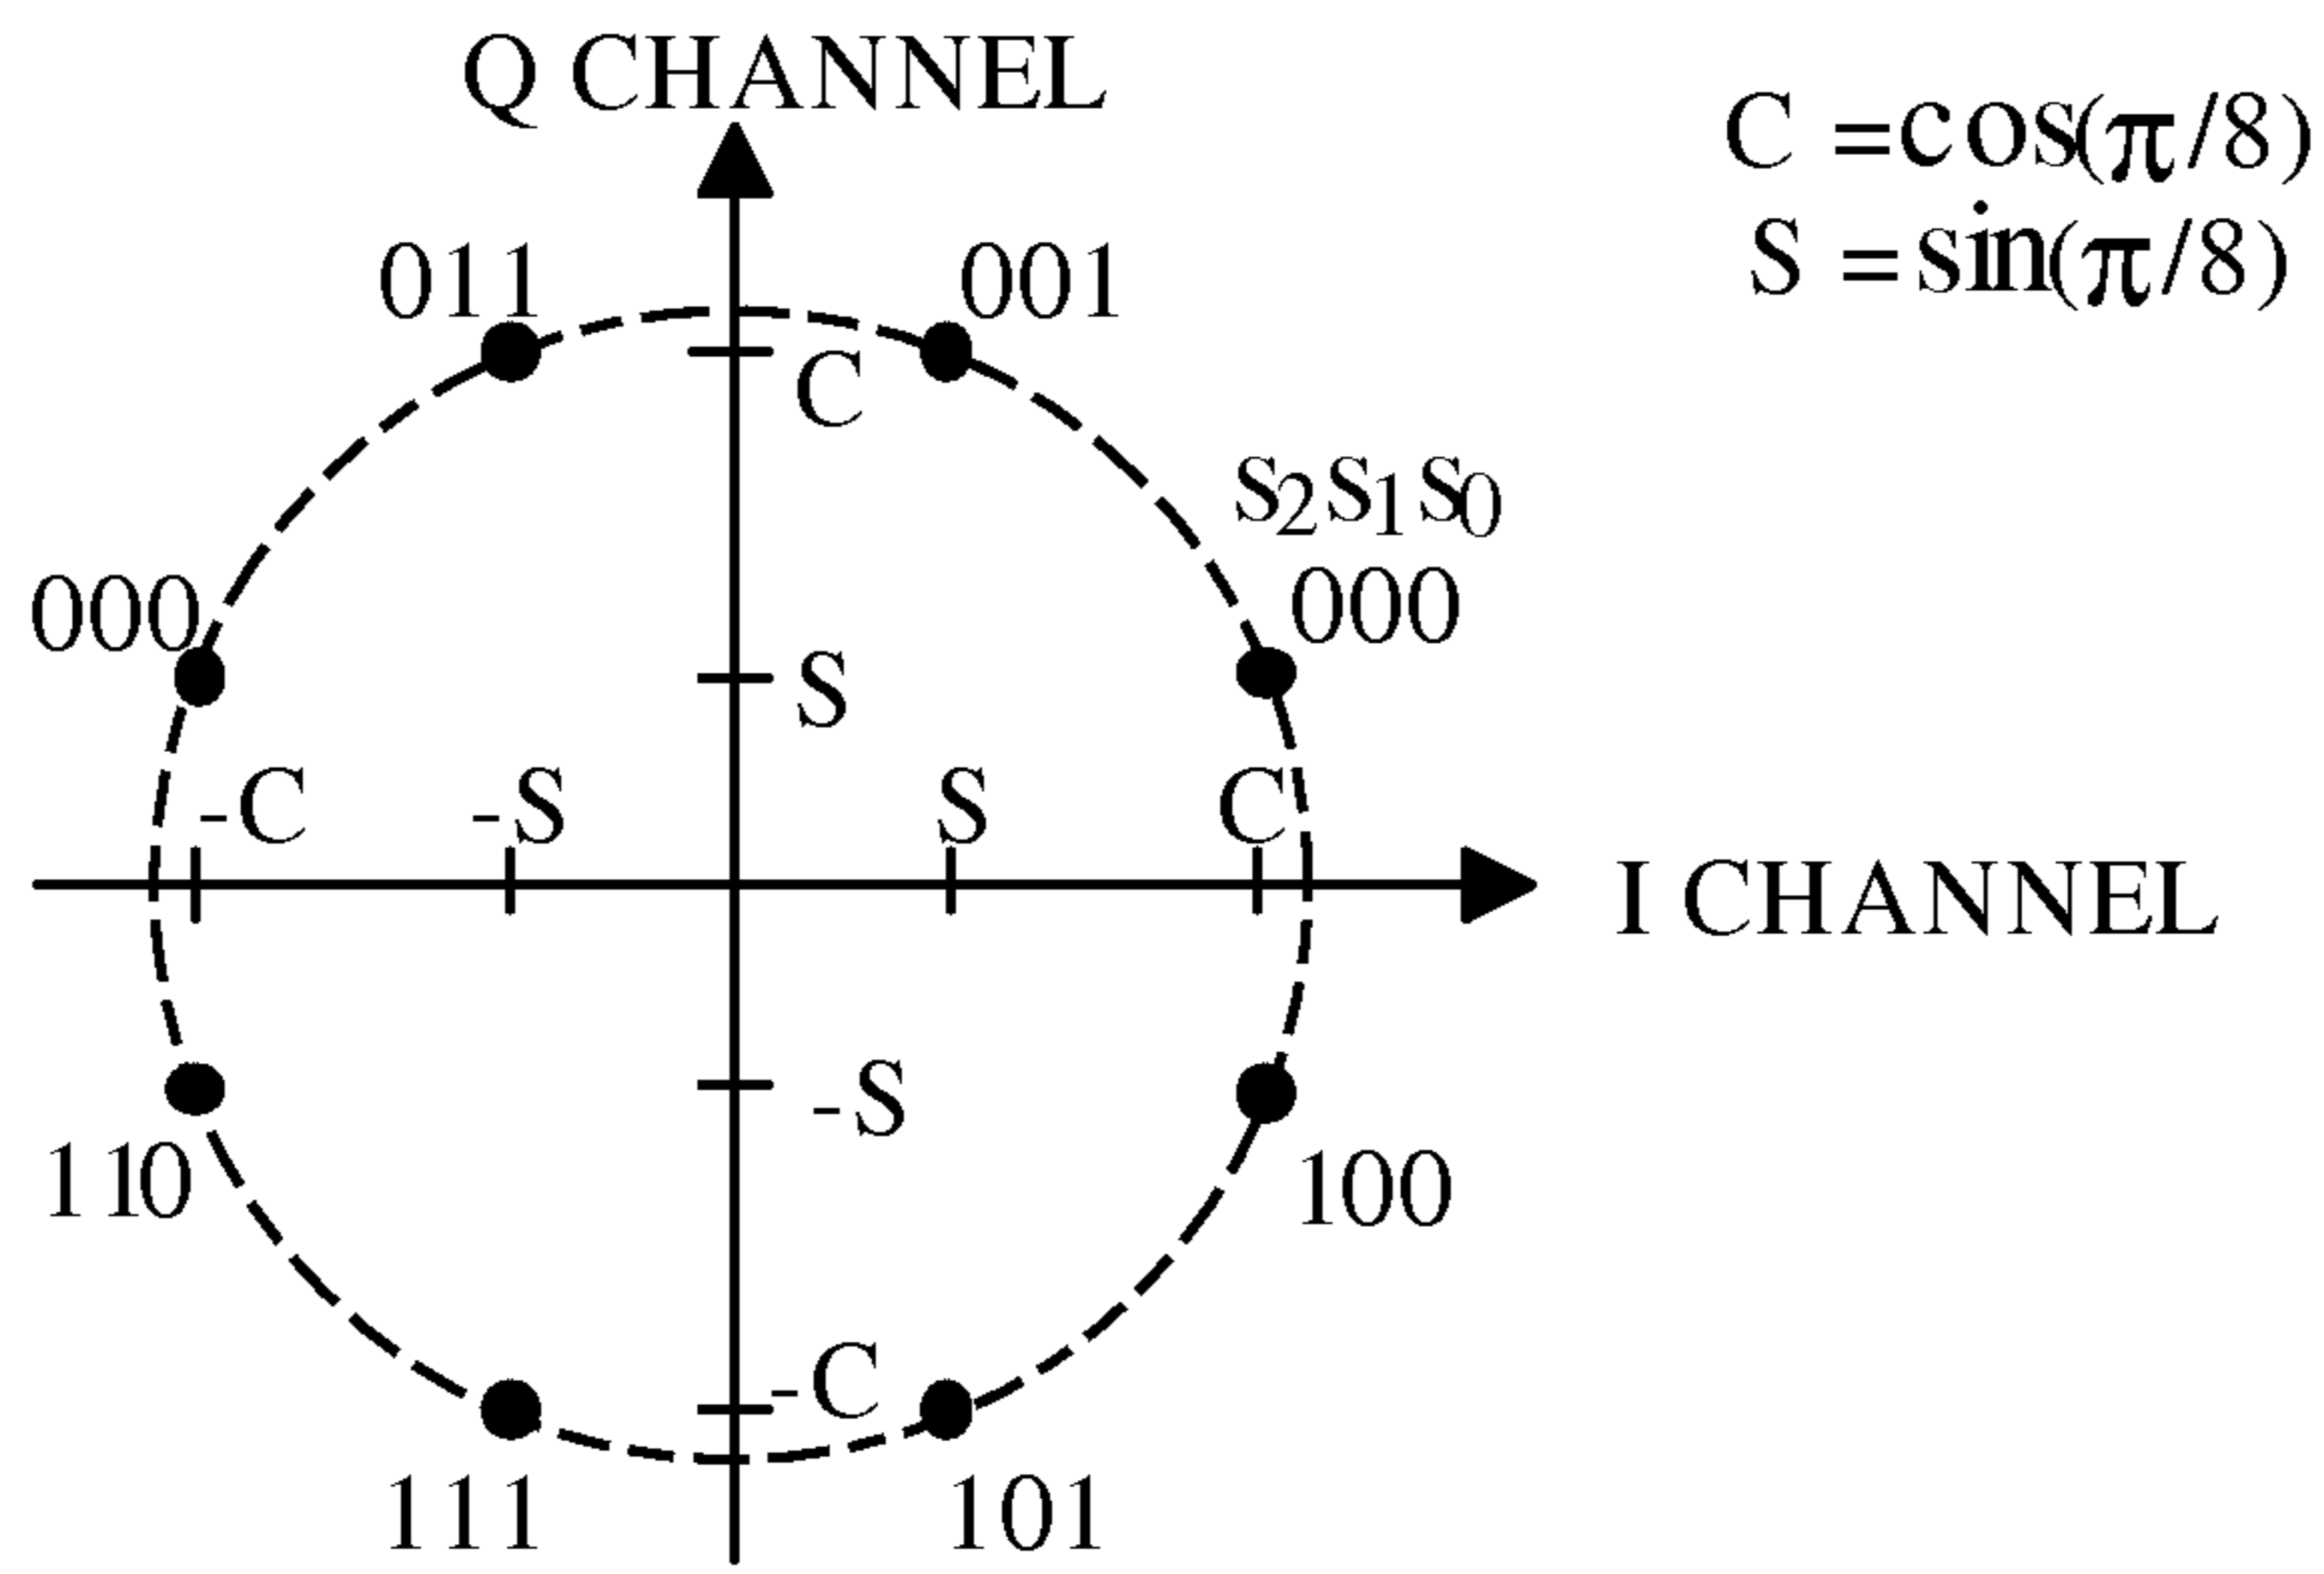 Q CHANNEL
C =cos(π/8)
S =sin(π/8)
011
001
C
S2S1S0
000
000
S
-C
-S
S
C
I CHANNEL
-S
110
100
-C
111
101